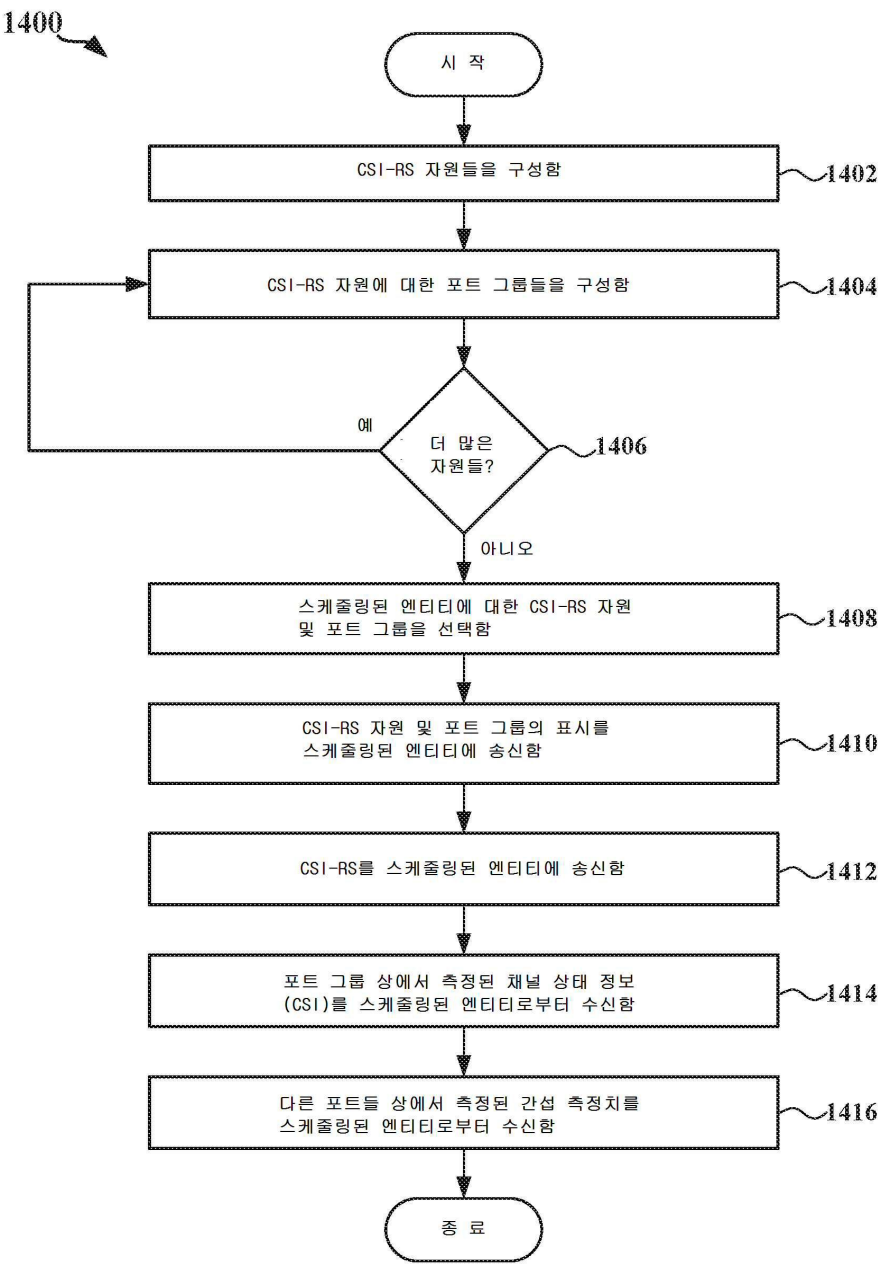 1400
시 작
CSI-RS 자원들을 구성함
1402
CSI-RS 자원에 대한 포트 그룹들을 구성함
1404
예
더 많은
자원들?
1406
아니오
스케줄링된 엔티티에 대한 CSI-RS 자원
및 포트 그룹을 선택함
1408
CSI-RS 자원 및 포트 그룹의 표시를
스케줄링된 엔티티에 송신함
1410
CSI-RS를 스케줄링된 엔티티에 송신함
1412
포트 그룹 상에서 측정된 채널 상태 정보
(CSI)를 스케줄링된 엔티티로부터 수신함
1414
다른 포트들 상에서 측정된 간섭 측정치를
스케줄링된 엔티티로부터 수신함
1416
종 료